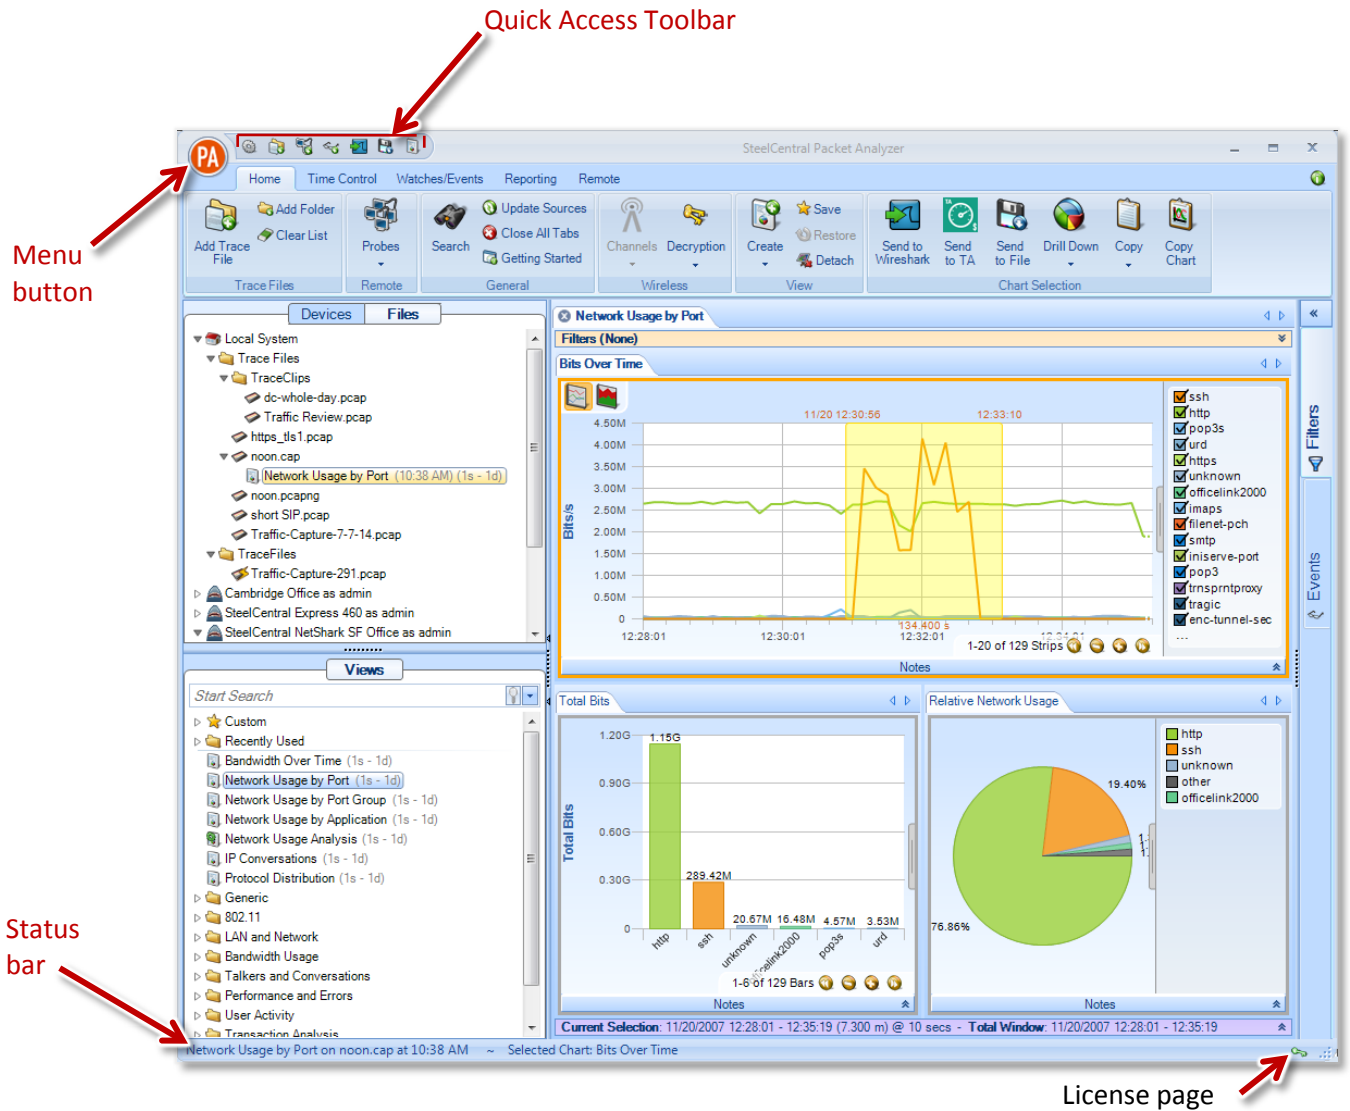 Quick Access Toolbar
PA
SteelCentral Packet Analyzer
Home Time Control Watches/Events Reporting Remote
Menu
button
Add Trace
File
Add Folder
Clear List
Trace Files
Probes
Remote
Search
Update Sources
Close All Tabs
Getting Started
General
Channels
Decryption
Wireless
Create
Save
Restore
Detach
View
Send to
Wireshark
Send
to TA
Send
to File
Drill Down
Copy
Copy
Chart
Chart Selection
Devices Files
Local System
Trace Files
TraceClips
dc-whole-day.pcap
Traffic Review.pcap
https_tls1.pcap
noon.cap
Network Usage by Port (10:38 AM) (1s - 1d)
noon.pcapng
short SIP.pcap
Traffic-Capture-7-7-14.pcap
TraceFiles
Traffic-Capture-291.pcap
Cambridge Office as admin
SteelCentral Express 460 as admin
SteelCentral NetShark SF Office as admin
Views
Start Search
Custom
Recently Used
Bandwidth Over Time (1s - 1d)
Network Usage by Port (1s - 1d)
Network Usage by Port Group (1s - 1d)
Network Usage by Application (1s - 1d)
Network Usage Analysis (1s - 1d)
IP Conversations (1s - 1d)
Protocol Distribution (1s - 1d)
Generic
802.11
LAN and Network
Bandwidth Usage
Talkers and Conversations
Performance and Errors
User Activity
Transaction Analysis
Status
bar
Network Usage by Port
Filters (None)
Bits Over Time
11/20 12:30:56 12:33:10
4.50M
4.00M
3.50M
3.00M
2.50M
2.00M
1.50M
1.00M
0.50M
0
Bits/s
134.400 s
12:28:01 12:30:01 12:32:01 12:34:01
1-20 of 129 Strips
Notes
ssh
http
pop3s
urd
https
unknown
officelink2000
imaps
filenet-pch
smtp
iniserve-port
pop3
trnsprntproxy
tragic
enc-tunnel-sec
...
Filters
Events
Total Bits
1.20G
0.90G
0.60G
0.30G
0
Total Bits
1.15G
289.42M
20.67M 16.48M 4.57M 3.53M
http ssh unknown officelink2000 pop3s urd
1-6 of 129 Bars
Notes
Relative Network Usage
19.40%
76.86%
http
ssh
unknown
other
officelink2000
Notes
Current Selection: 11/20/2007 12:28:01 - 12:35:19 (7.300 m) @ 10 secs - Total Window: 11/20/2007 12:28:01 - 12:35:19
Network Usage by Port on noon.cap at 10:38 AM ~ Selected Chart: Bits Over Time
License page